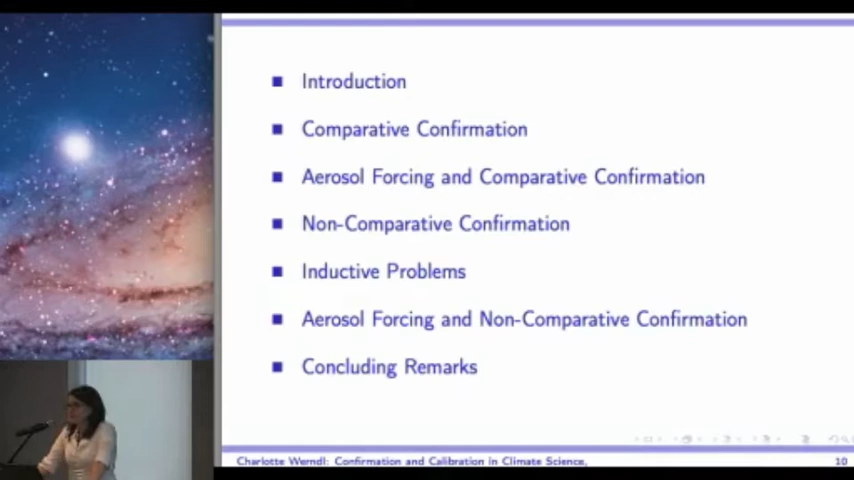 Introduction
Comparative Confirmation
Aerosol Forcing and Comparative Confirmation
Non-Comparative Confirmation
Inductive Problems
Aerosol Forcing and Non-Comparative Confirmation
Concluding Remarks
Charlotte Werndl: Confirmation and Calibration in Climate Science,
10